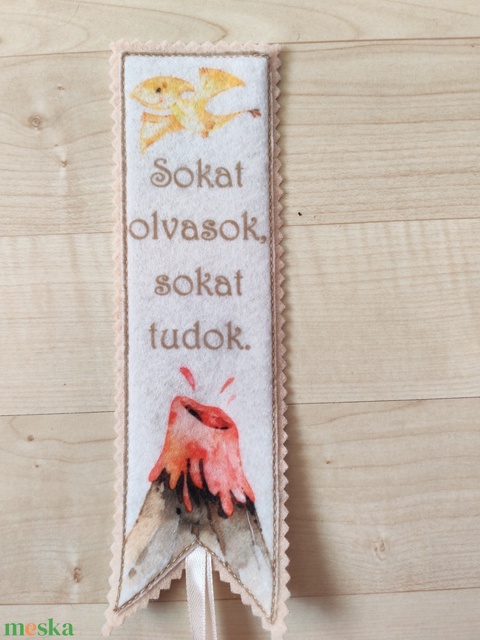 Sokat
olvasok,
sokat
tudok.
meska